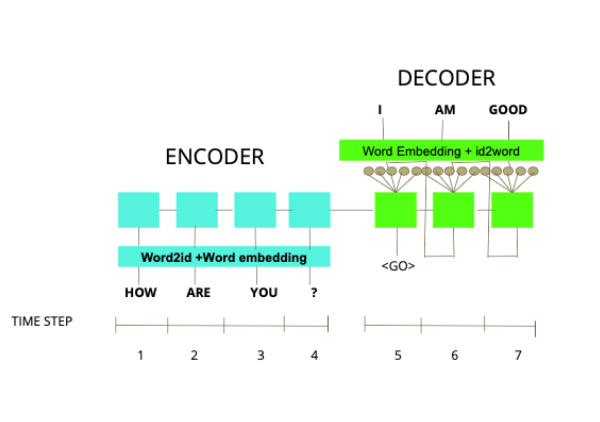 DECODER
I AM GOOD
Word Embedding + id2word
ENCODER
Word2id +Word embedding
<GO>
HOW ARE YOU ?
TIME STEP
1 2 3 4 5 6 7